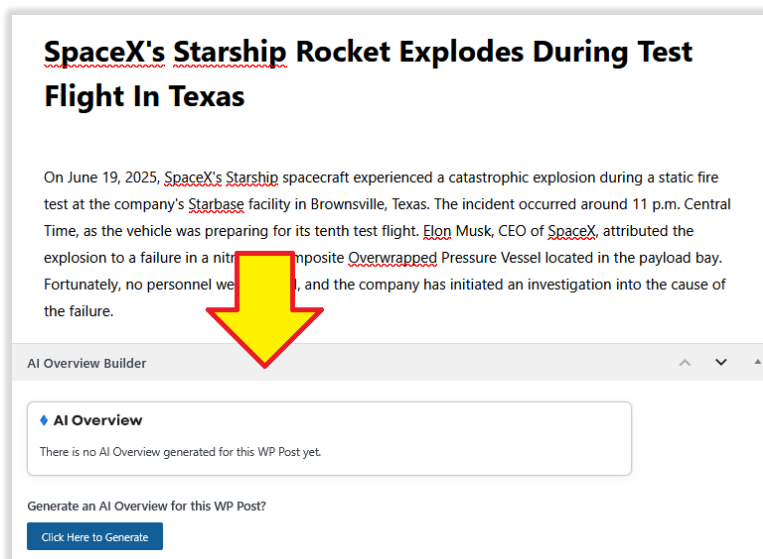 SpaceX's Starship Rocket Explodes During Test
Flight In Texas
On June 19, 2025, SpaceX's Starship spacecraft experienced a catastrophic explosion during a static fire
test at the company's Starbase facility in Brownsville, Texas. The incident occurred around 11 p.m. Central
Time, as the vehicle was preparing for its tenth test flight. Elon Musk, CEO of SpaceX, attributed the
explosion to a failure in a Overwrapped Pressure Vessel located in the payload bay.
Fortunately, no personnel and the company has initiated an investigation into the cause of
the failure.
AI Overview Builder
AI Overview
There is no AI Overview generated for this WP Post yet.
Generate an AI Overview for this WP Post?
Click Here to Generate